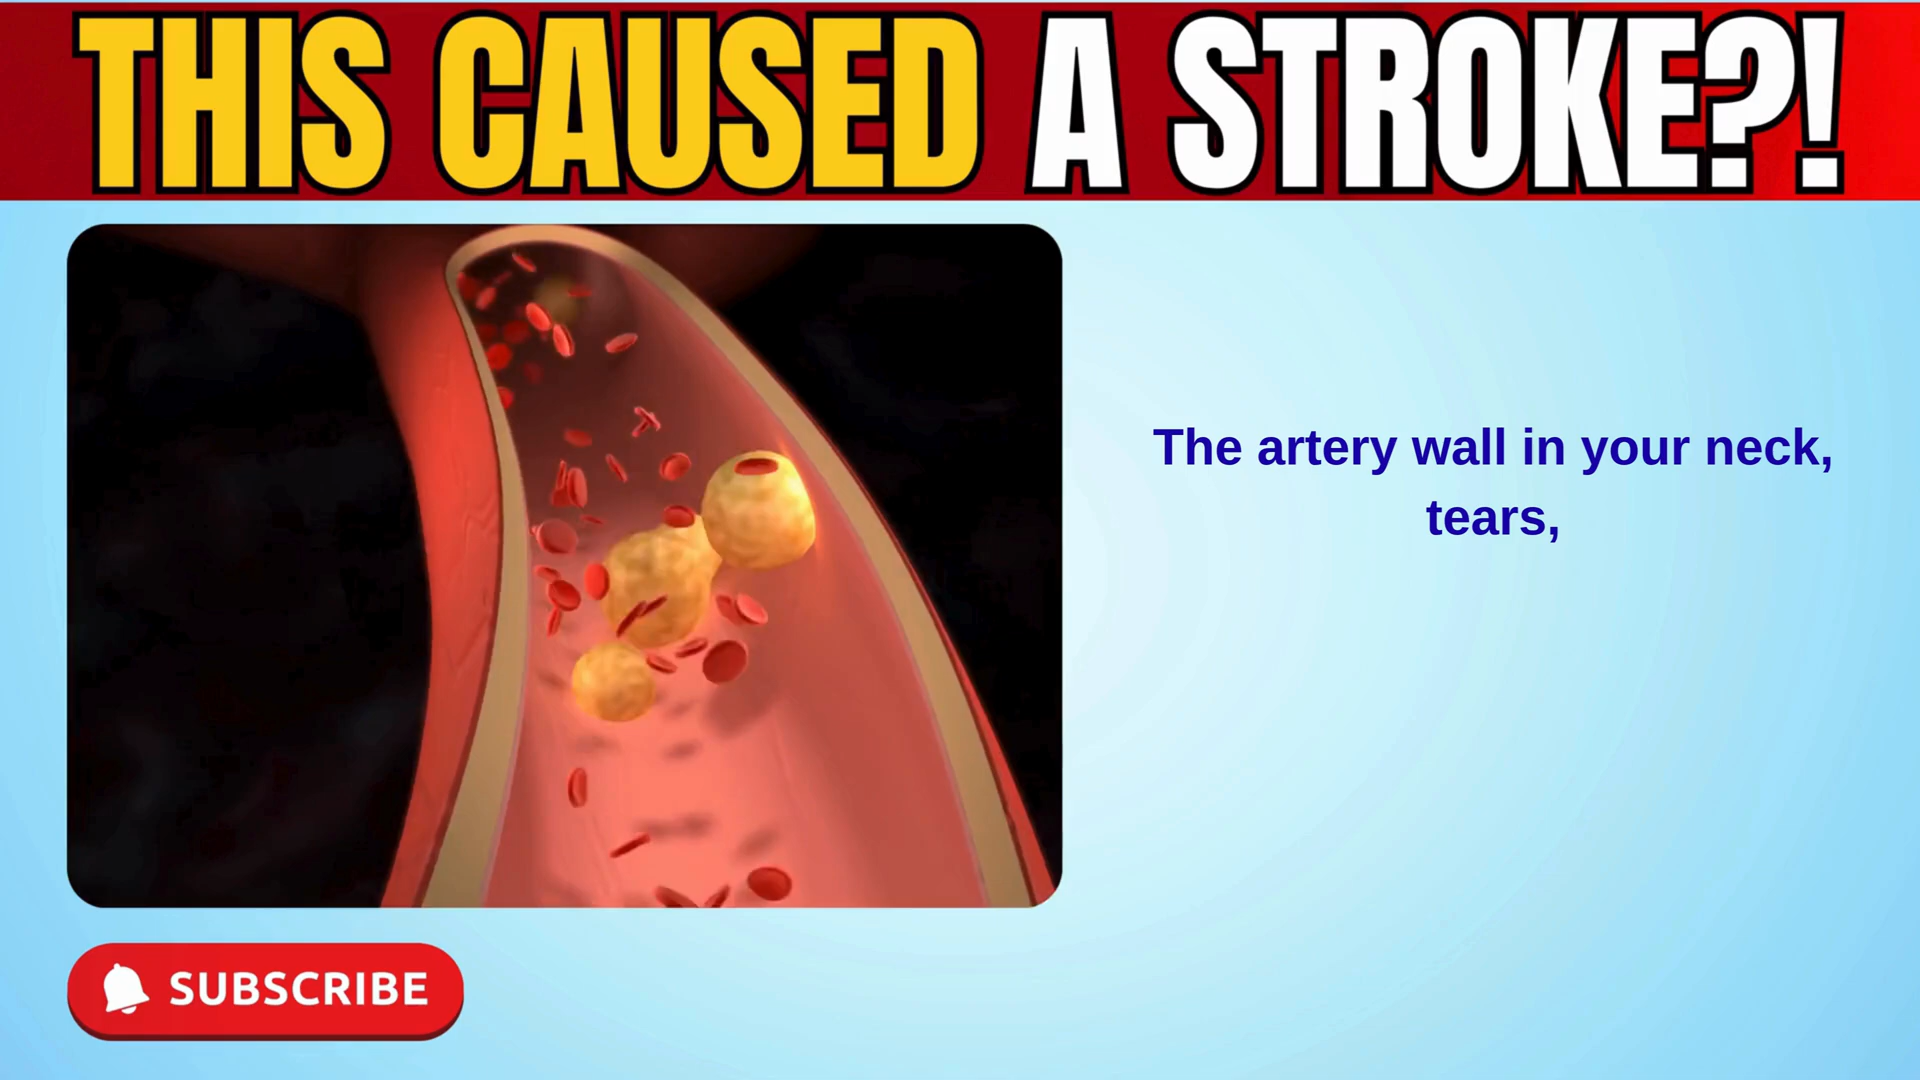 THIS CAUSED A STROKE?!
The artery wall in your neck,
tears,
SUBSCRIBE